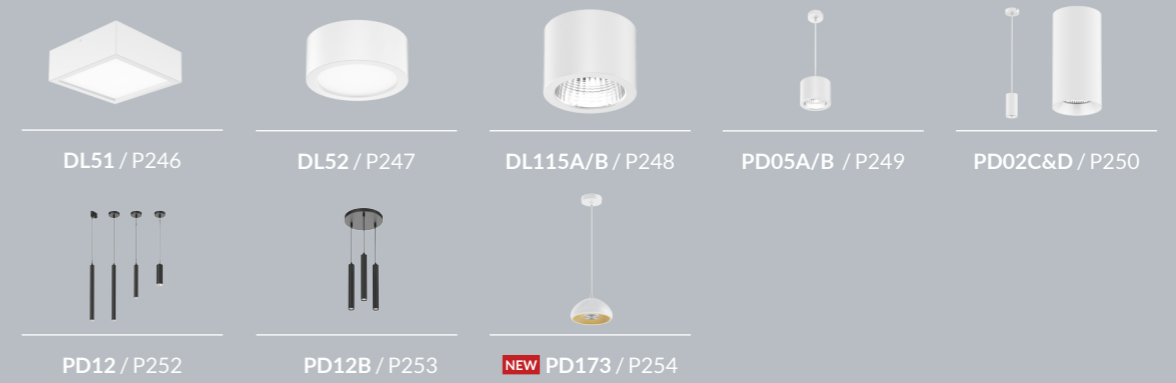 DL51 / P246
DL52 / P247
DL115A/B / P248
PD05A/B / P249
PD02C&D / P250
PD12 / P252
PD12B / P253
NEW PD173 / P254